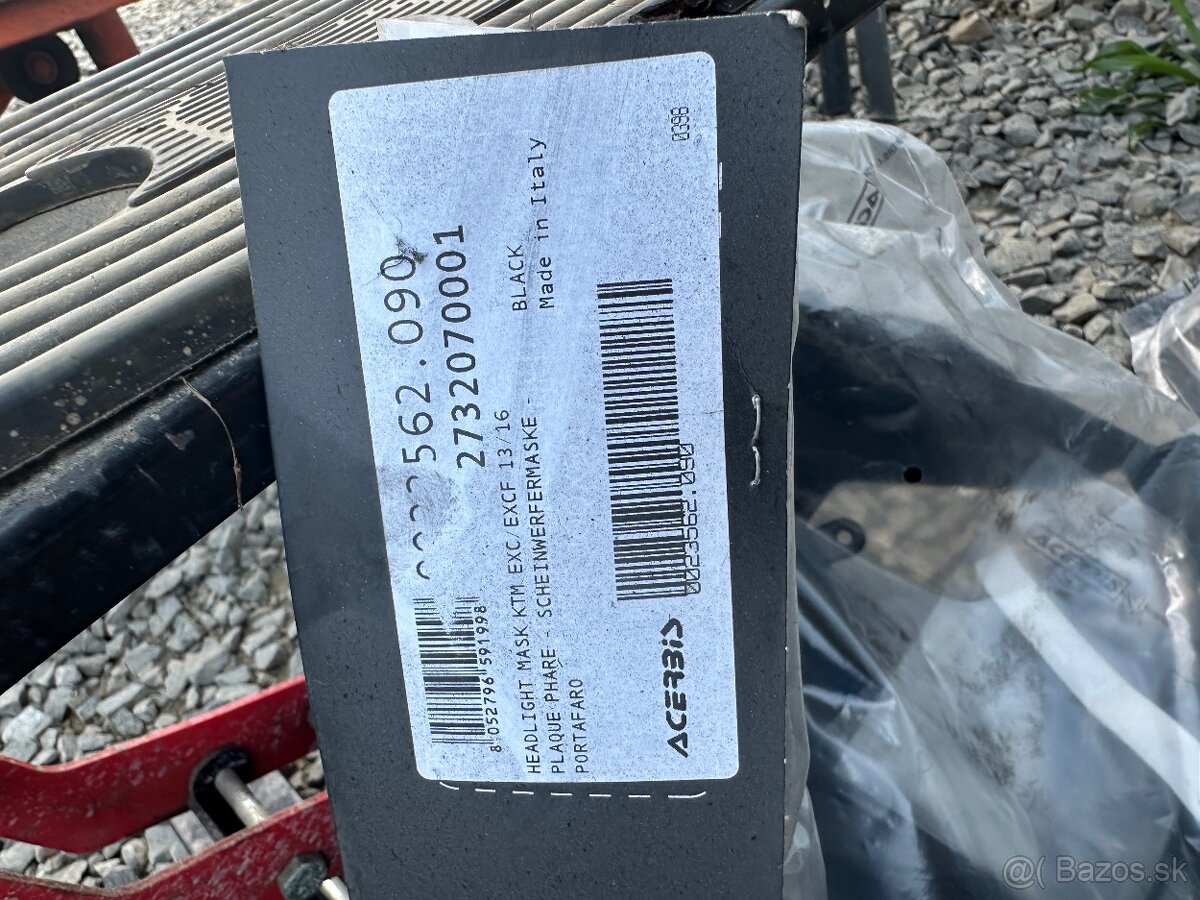 562.090
2732070001
8 052796 591998
HEADLIGHT MASK KTM EXC/EXCF 13/16
PLAQUE PHARE - SCHEINWERFERMASKE -
PORTAFARO
BLACK
Made in Italy
0023562.090
ACERBIS
0398
ACERBIS
@( Bazos.sk